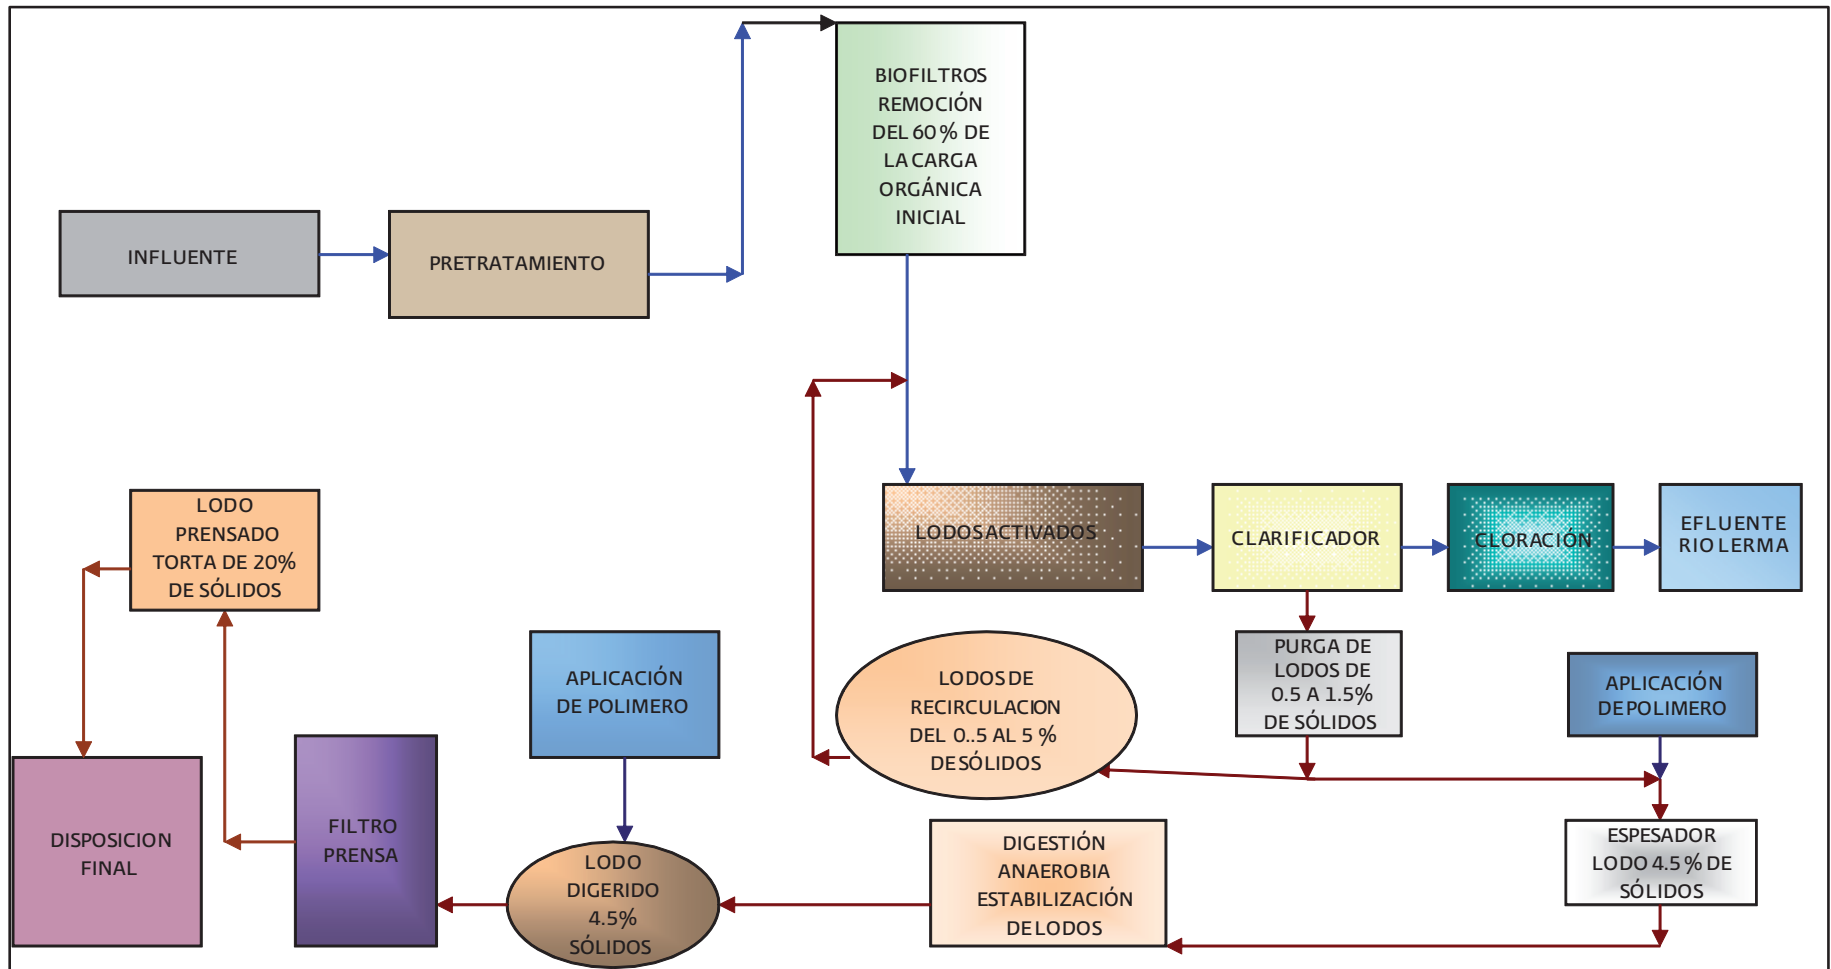 BIOFILTROS
REMOCIÓN
DEL 60% DE
LA CARGA
ORGÁNICA
INICIAL
INFLUENTE
PRETRATAMIENTO
LODOS ACTIVADOS
CLARIFICADOR
CLORACIÓN
EFLUENTE
RIO LERMA
LODO
PRENSADO
TORTA DE 20%
DE SÓLIDOS
APLICACIÓN
DE POLIMERO
LODOS DE
RECIRCULACION
DEL 0..5 AL 5 %
DE SÓLIDOS
PURGA DE
LODOS DE
0.5 A 1.5%
DE SÓLIDOS
APLICACIÓN
DE POLIMERO
DISPOSICION
FINAL
FILTRO
PRENSA
LODO
DIGERIDO
4.5%
SÓLIDOS
DIGESTIÓN
ANAEROBIA
ESTABILIZACIÓN
DE LODOS
ESPESADOR
LODO 4.5% DE
SÓLIDOS